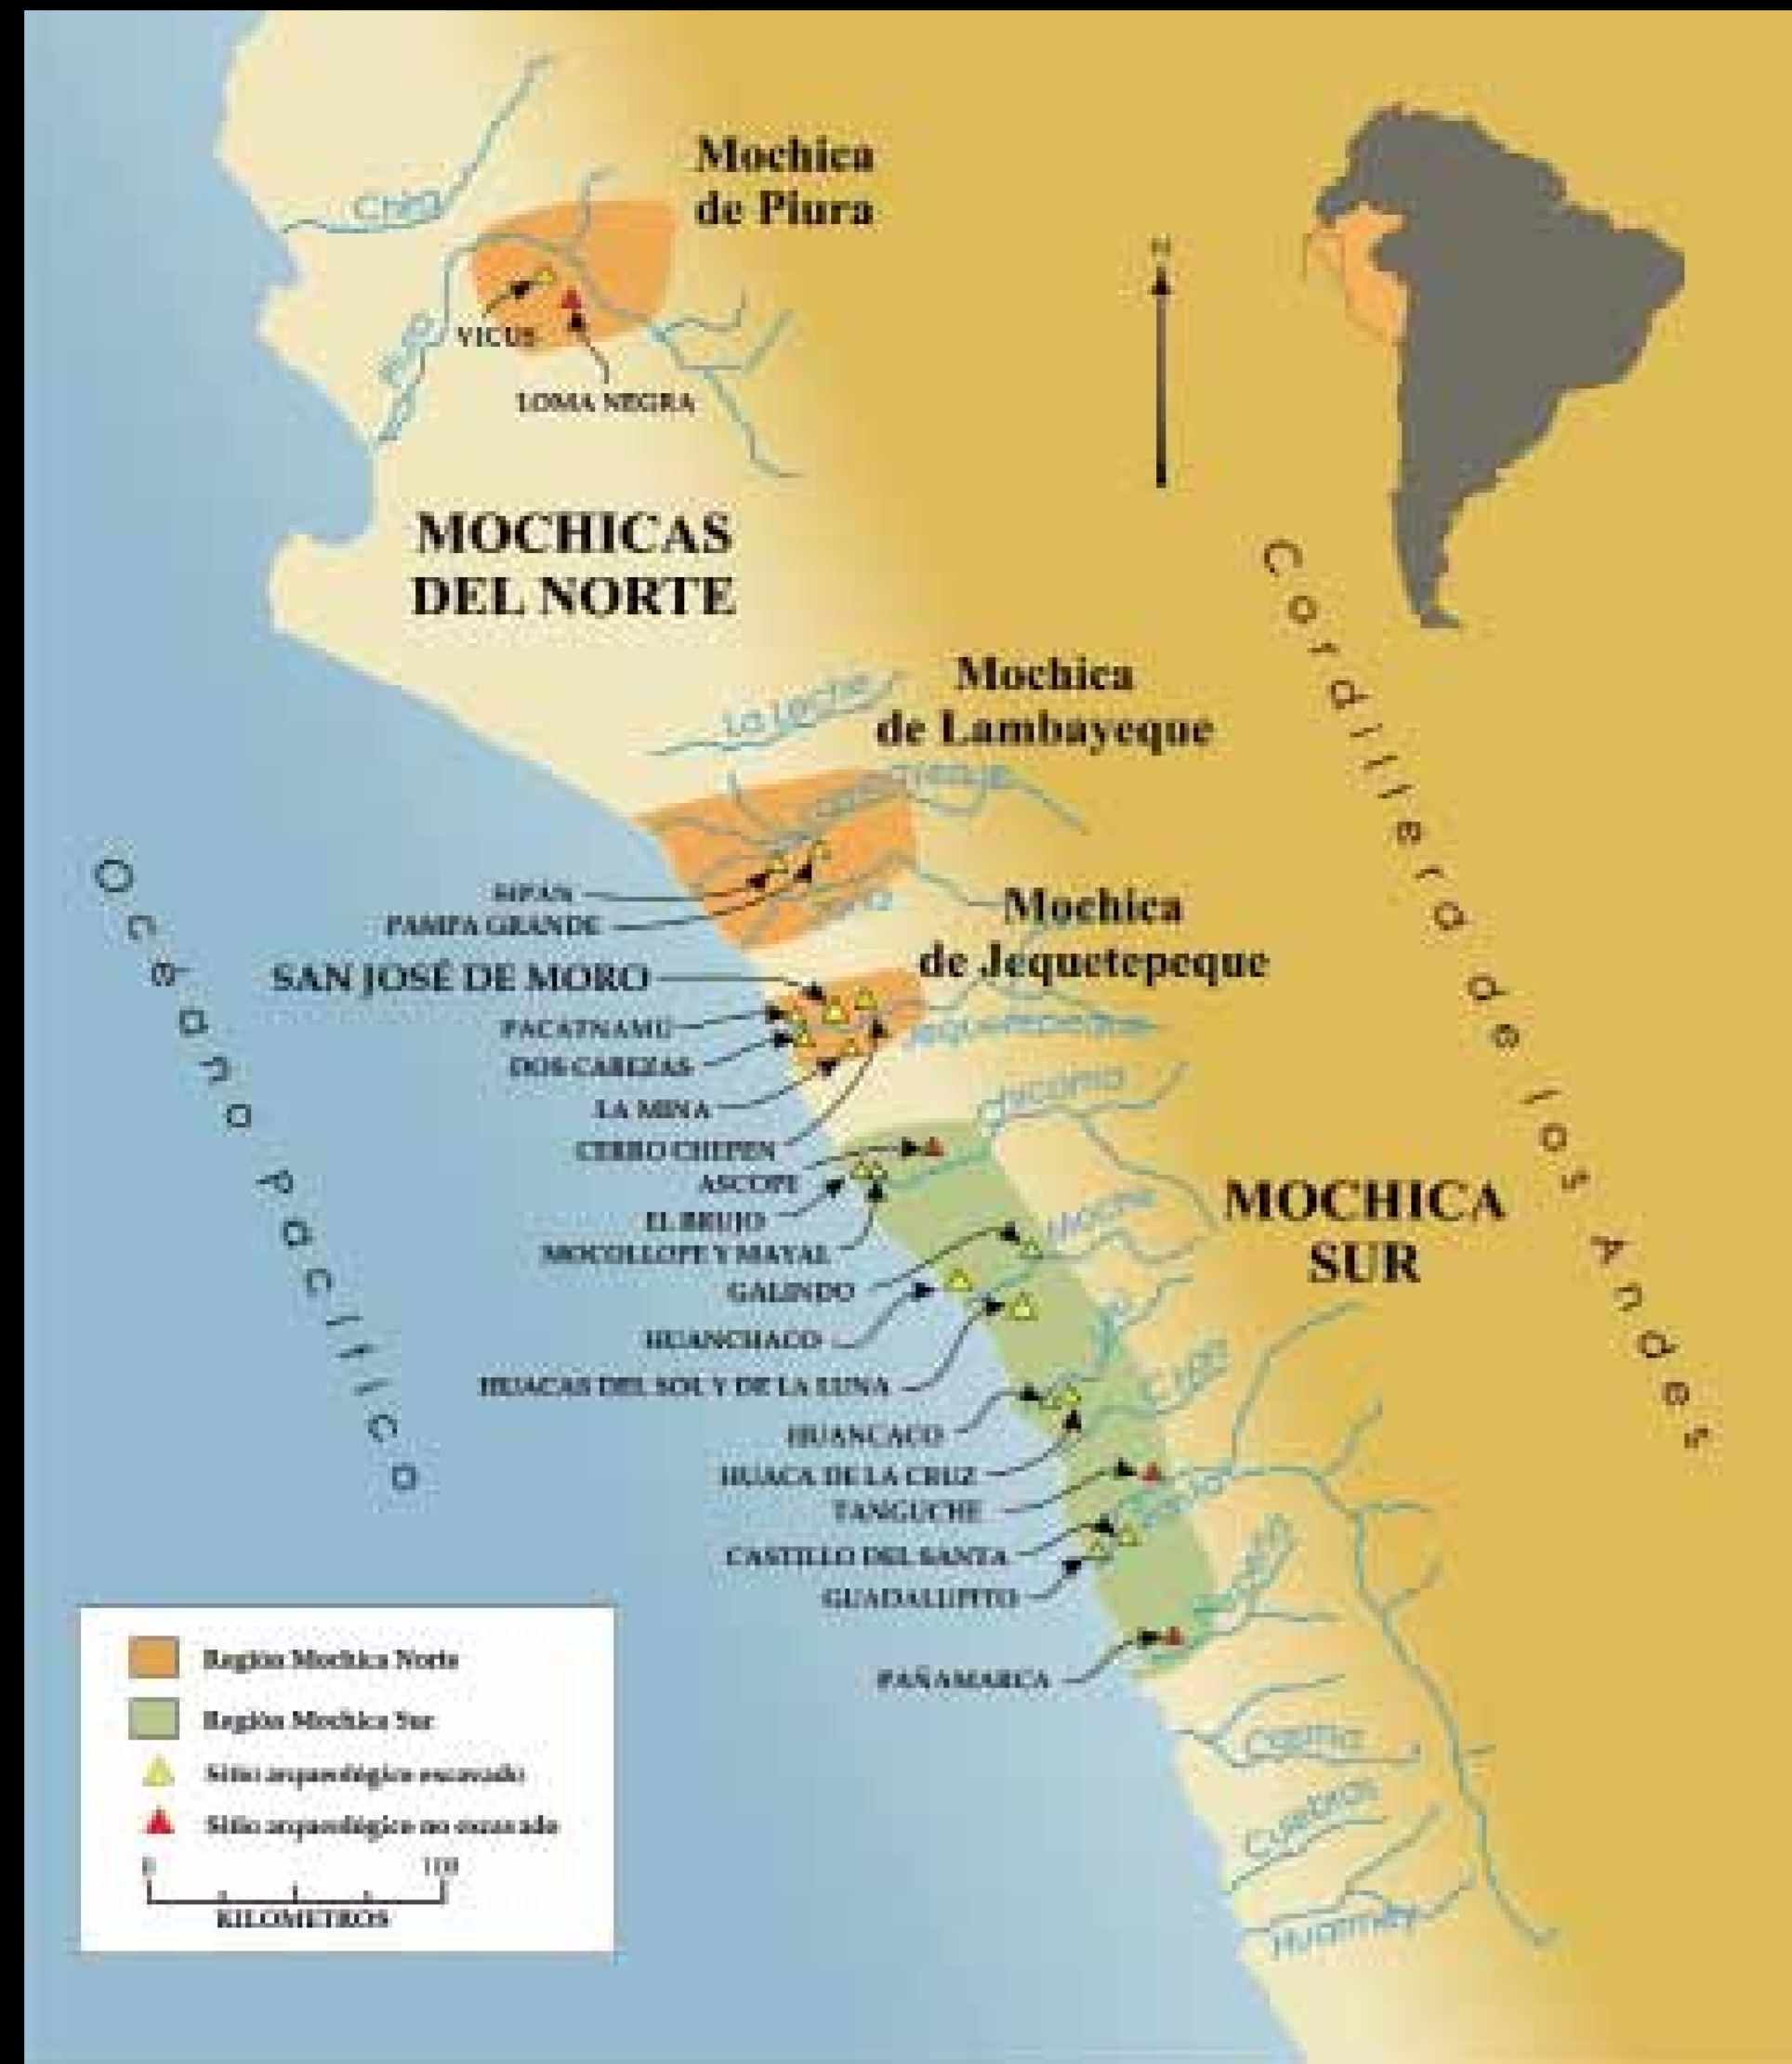 Mochica
de Piura
Chira
N
VICUS
Piura
LOMA NEGRA
MOCHICAS
DEL NORTE
Cordillera de los Andes
Mochica
de Lambayeque
La Leche
Océano Pacífico
SIPÁN
PAMPA GRANDE
Zaña
Mochica
de Jequetepeque
SAN JOSÉ DE MORO
PACATNAMÚ
Jequetepeque
DOS CABEZAS
LA MINA
Chicama
CERRO CHEPEN
ASCOPE
EL BRUJO
MOCOLLOPE Y MAYAL
Moche
MOCHICA
SUR
GALINDO
HUANCHACO
HUACAS DEL SOL Y DE LA LUNA
Chao
HUANCACO
HUACA DE LA CRUZ
TANGUCHE
Santa
CASTILLO DEL SANTA
GUADALUPITO
PAÑAMARCA
Región Mochica Norte
Región Mochica Sur
Sitio arqueológico excavado
Sitio arqueológico no excavado
0 100
KILOMETROS
Casma
Culebras
Huarmey